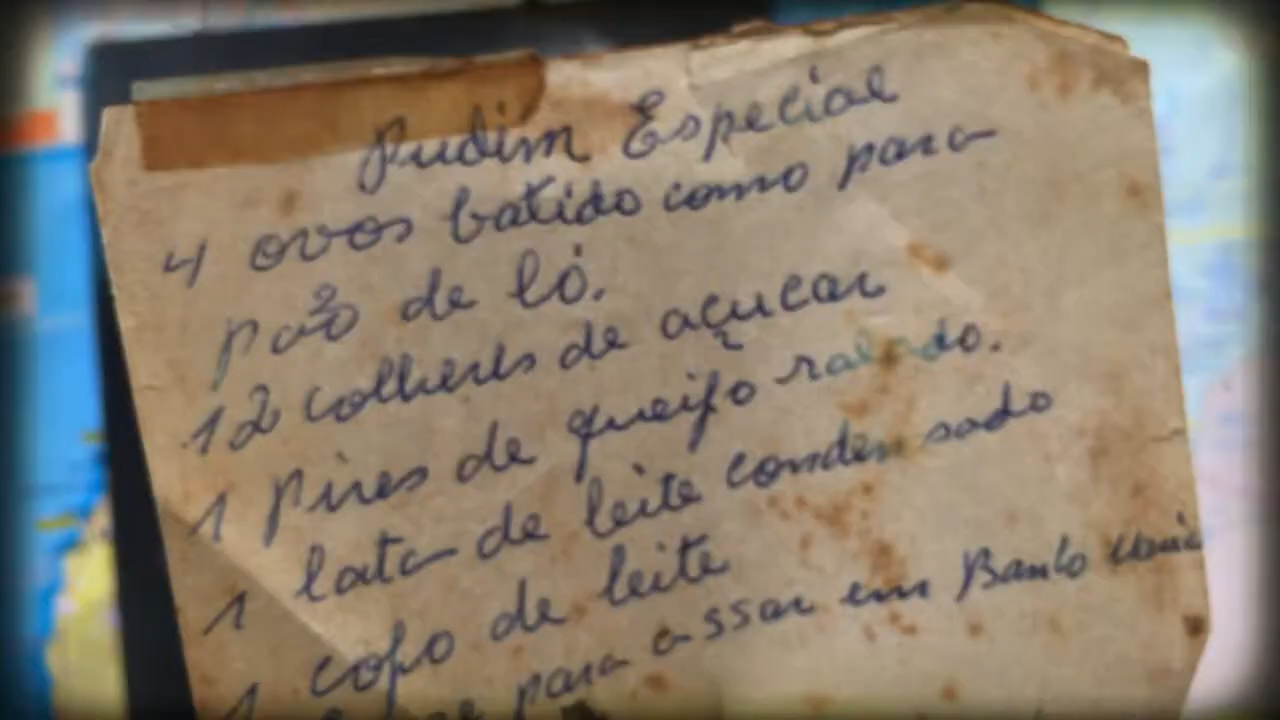 Pudim Especial
4 ovos batido como para
pão de ló.
12 colheres de açucar
1 Pires de queijo ralado.
1 lata de leite condensado
1 copo de leite
para assar em Banho